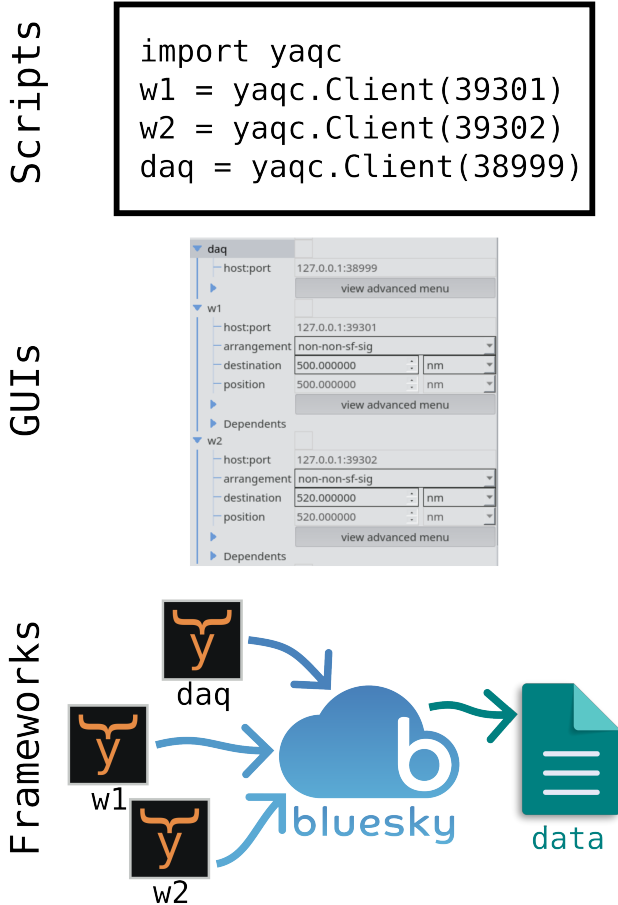 Scripts
import yaqc
w1 = yaqc.Client(39301)
w2 = yaqc.Client(39302)
daq = yaqc.Client(38999)
GUIs
daq
host:port 127.0.0.1:38999
view advanced menu
w1
host:port 127.0.0.1:39301
arrangement non-non-sf-sig
destination 500.000000 nm
position 500.000000 nm
view advanced menu
Dependents
w2
host:port 127.0.0.1:39302
arrangement non-non-sf-sig
destination 520.000000 nm
position 520.000000 nm
view advanced menu
Dependents
Frameworks
y
daq
y
w1
y
w2
b
bluesky
data